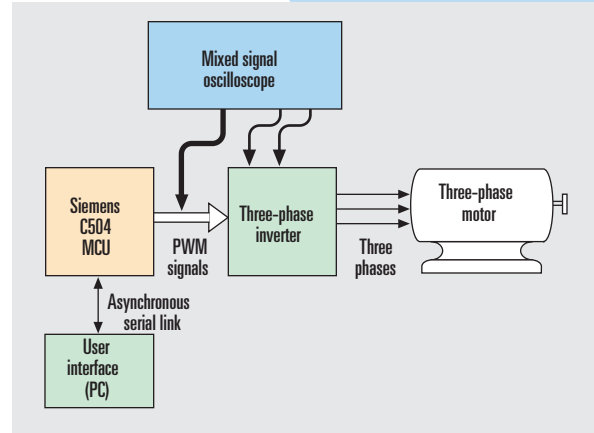 Mixed signal
oscilloscope
Siemens
C504
MCU
PWM
signals
Three-phase
inverter
Three
phases
Three-phase
motor
Asynchronous
serial link
User
interface
(PC)